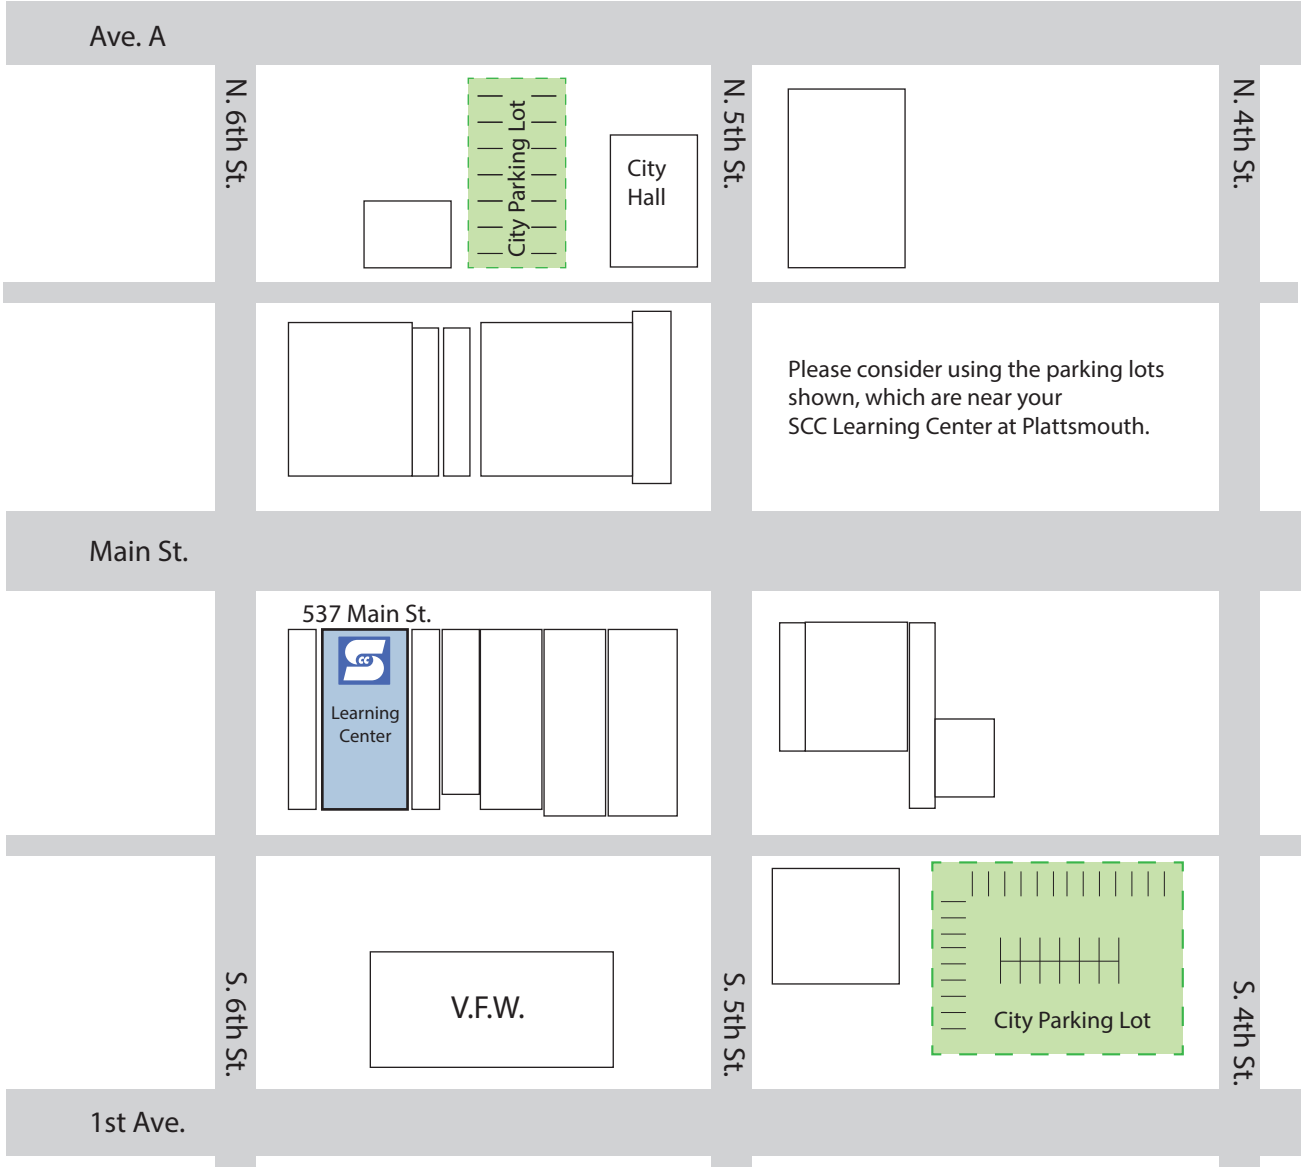 Ave. A
N. 6th St.
City Parking Lot
City
Hall
N. 5th St.
N. 4th St.
Please consider using the parking lots
shown, which are near your
SCC Learning Center at Plattsmouth.
Main St.
537 Main St.
S
CC
Learning
Center
S. 6th St.
V.F.W.
S. 5th St.
City Parking Lot
S. 4th St.
1st Ave.